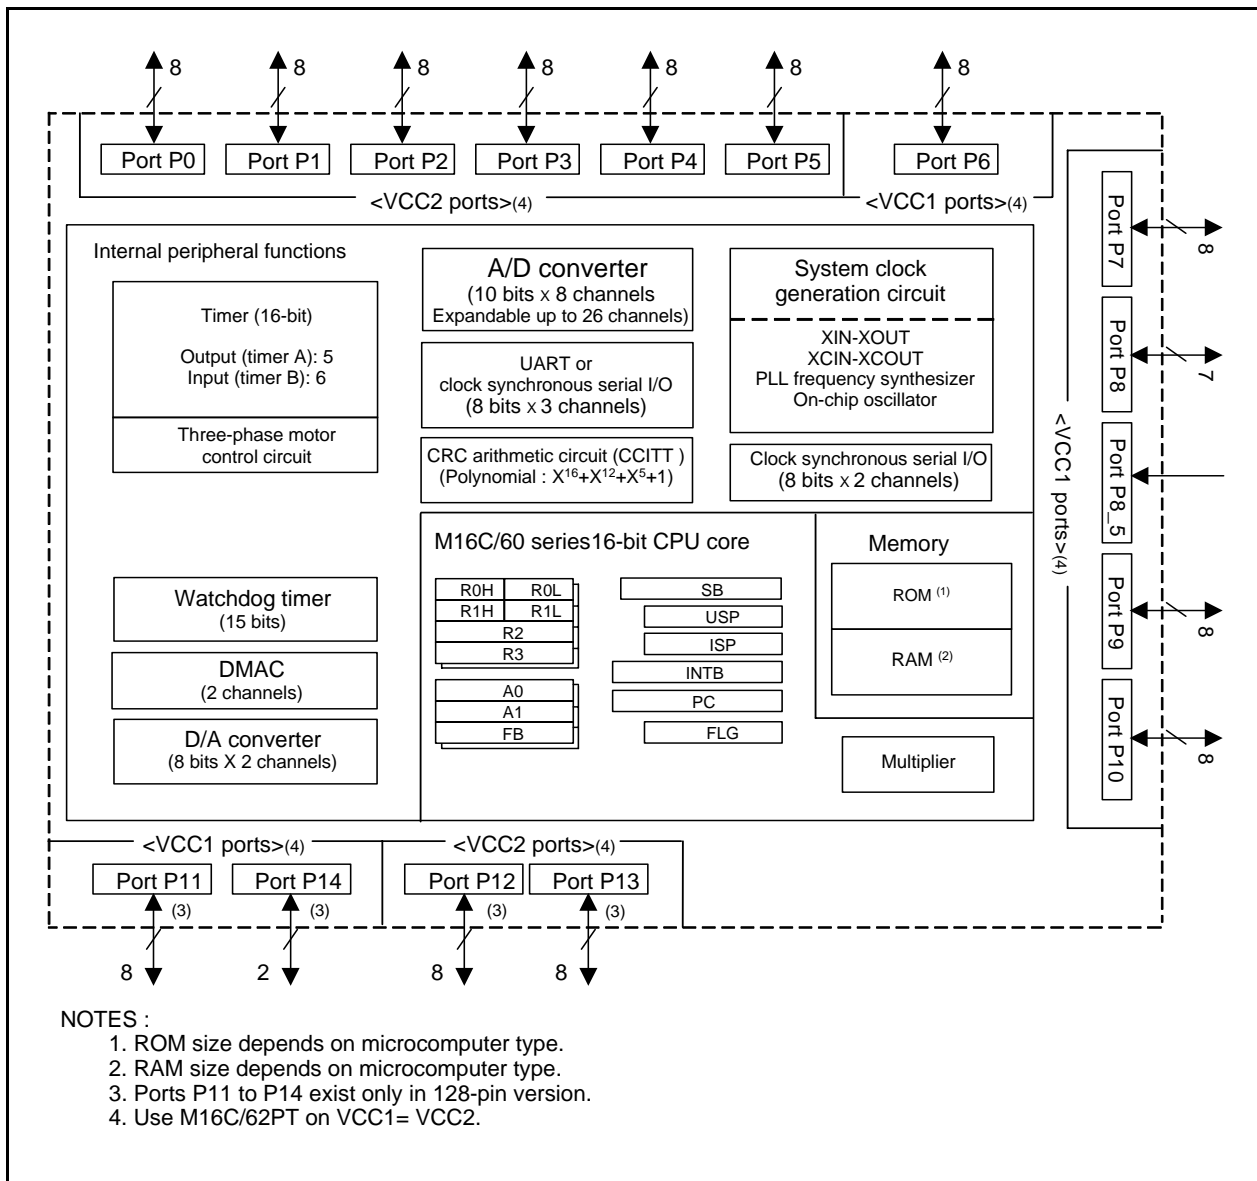 8 8 8 8 8 8 8
Port P0 Port P1 Port P2 Port P3 Port P4 Port P5 Port P6
<VCC2 ports>(4) <VCC1 ports>(4)
Port P7
8
Port P8
7
Port P8_5
<VCC1 ports>(4)
Port P9
8
Port P10
8
Internal peripheral functions
Timer (16-bit)
Output (timer A): 5
Input (timer B): 6
Three-phase motor
control circuit
Watchdog timer
(15 bits)
DMAC
(2 channels)
D/A converter
(8 bits X 2 channels)
A/D converter
(10 bits x 8 channels
Expandable up to 26 channels)
UART or
clock synchronous serial I/O
(8 bits x 3 channels)
CRC arithmetic circuit (CCITT )
(Polynomial : X¹⁶+X¹²+X⁵+1)
System clock
generation circuit
XIN-XOUT
XCIN-XCOUT
PLL frequency synthesizer
On-chip oscillator
Clock synchronous serial I/O
(8 bits x 2 channels)
M16C/60 series16-bit CPU core
R0H R0L
R1H R1L
R2
R3
A0
A1
FB
SB
USP
ISP
INTB
PC
FLG
Memory
ROM (1)
RAM (2)
Multiplier
<VCC1 ports>(4) <VCC2 ports>(4)
Port P11 Port P14 Port P12 Port P13
(3) (3) (3) (3)
8 2 8 8
NOTES :
1. ROM size depends on microcomputer type.
2. RAM size depends on microcomputer type.
3. Ports P11 to P14 exist only in 128-pin version.
4. Use M16C/62PT on VCC1= VCC2.